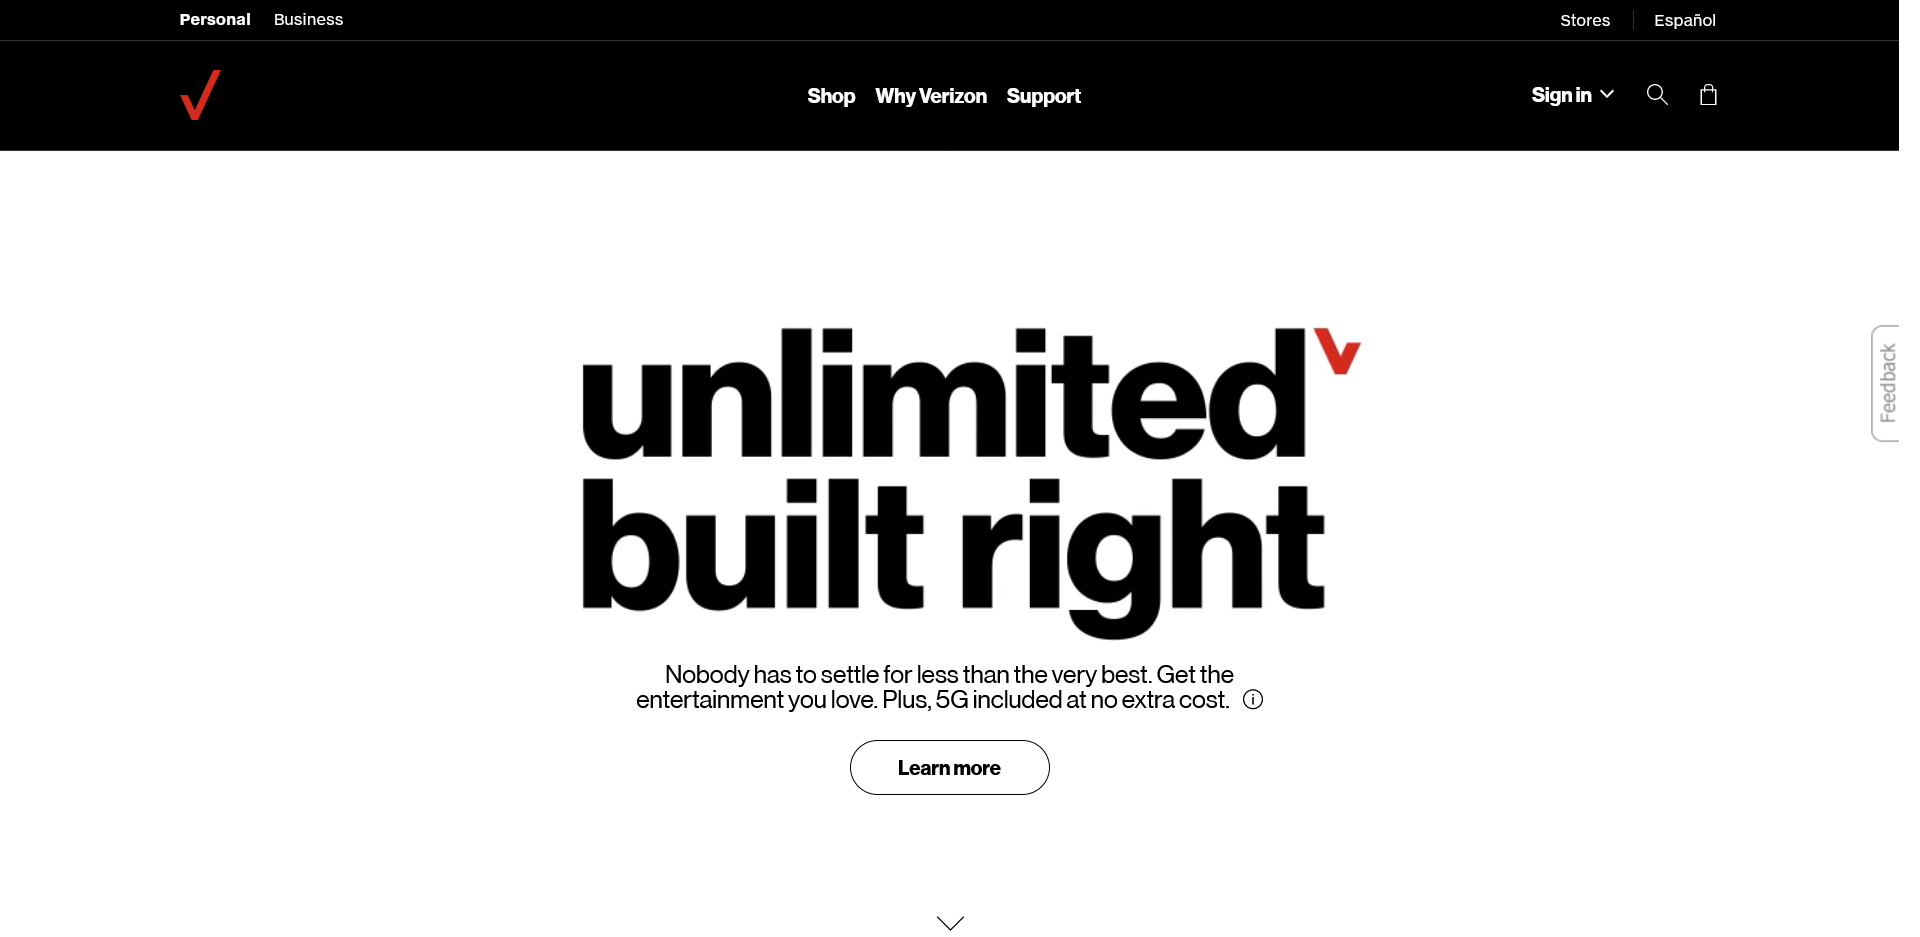 Personal Business Stores Español
Shop Why Verizon Support Sign in
unlimited
built right
Nobody has to settle for less than the very best. Get the
entertainment you love. Plus, 5G included at no extra cost.
Learn more
Feedback